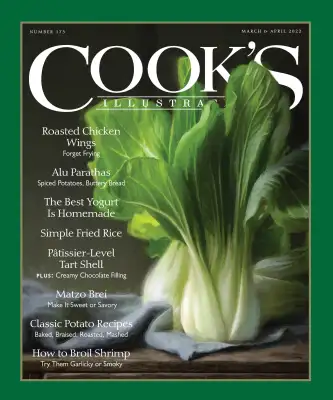 NUMBER 175
MARCH & APRIL 2022
COOK'S
ILLUSTRA
Roasted Chicken
Wings
Forget Frying
Alu Parathas
Spiced Potatoes, Buttery Bread
The Best Yogurt
Is Homemade
Simple Fried Rice
Pâtissier-Level
Tart Shell
PLUS: Creamy Chocolate Filling
Matzo Brei
Make It Sweet or Savory
Classic Potato Recipes
Baked, Braised, Roasted, Mashed
How to Broil Shrimp
Try Them Garlicky or Smoky